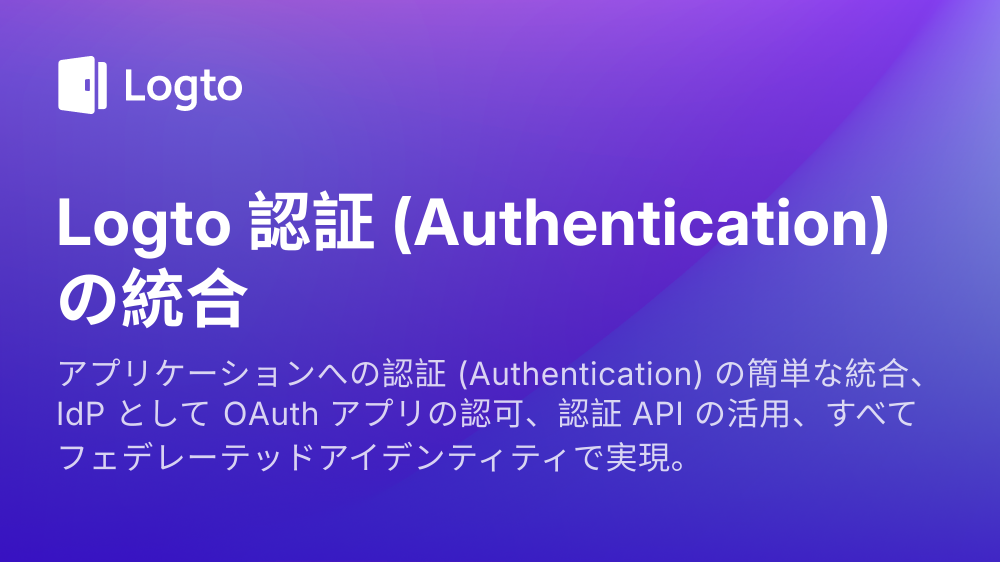 Logto
Logto 認証 (Authentication)
の統合
アプリケーションへの認証 (Authentication) の簡単な統合、
IdP として OAuth アプリの認可、認証 API の活用、すべて
フェデレーテッドアイデンティティで実現。